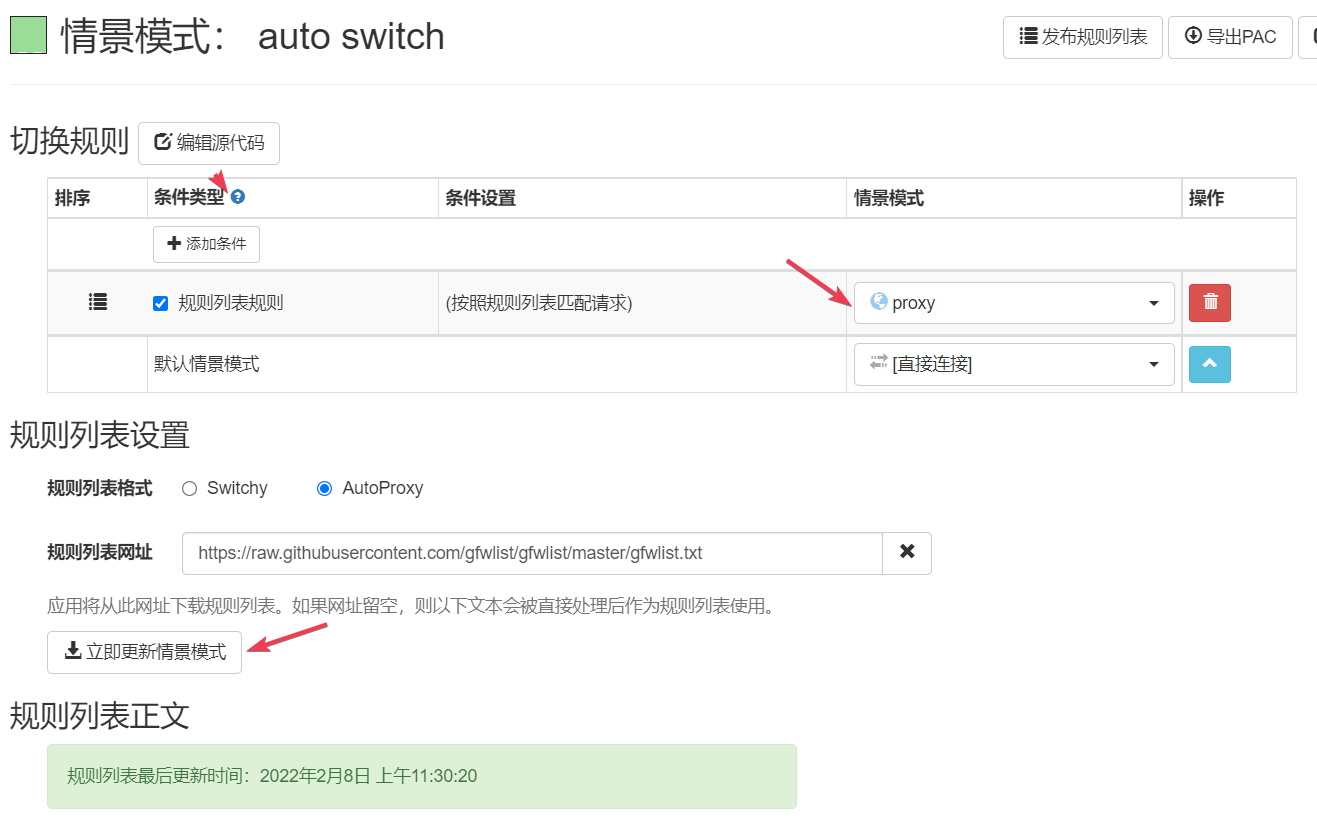 情景模式： auto switch
发布规则列表
导出PAC
切换规则
编辑源代码
排序 条件类型 条件设置 情景模式 操作
添加条件
规则列表规则 (按照规则列表匹配请求) proxy
默认情景模式 [直接连接]
规则列表设置
规则列表格式 Switchy AutoProxy
规则列表网址 https://raw.githubusercontent.com/gfwlist/gfwlist/master/gfwlist.txt
应用将从此网址下载规则列表。如果网址留空，则以下文本会被直接处理后作为规则列表使用。
立即更新情景模式
规则列表正文
规则列表最后更新时间：2022年2月8日 上午11:30:20